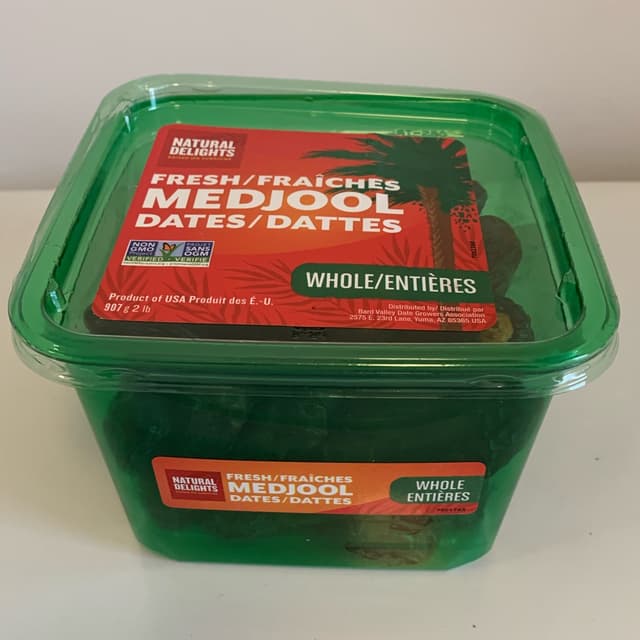 NATURAL
DELIGHTS
FRESH/FRAÎCHES
MEDJOOL
DATES/DATTES
NON
GMO
Project
VERIFIED
PROJET
SANS
OGM
VÉRIFIÉ
WHOLE/ENTIÈRES
Product of USA Produit des É.-U.
907 g 2 lb
Distributed by/ Distribué par
Bard Valley Date Growers Association
2575 E. 23rd Lane, Yuma, AZ 85365 USA
NATURAL
DELIGHTS
FRESH/FRAÎCHES
MEDJOOL
DATES/DATTES
WHOLE
ENTIÈRES